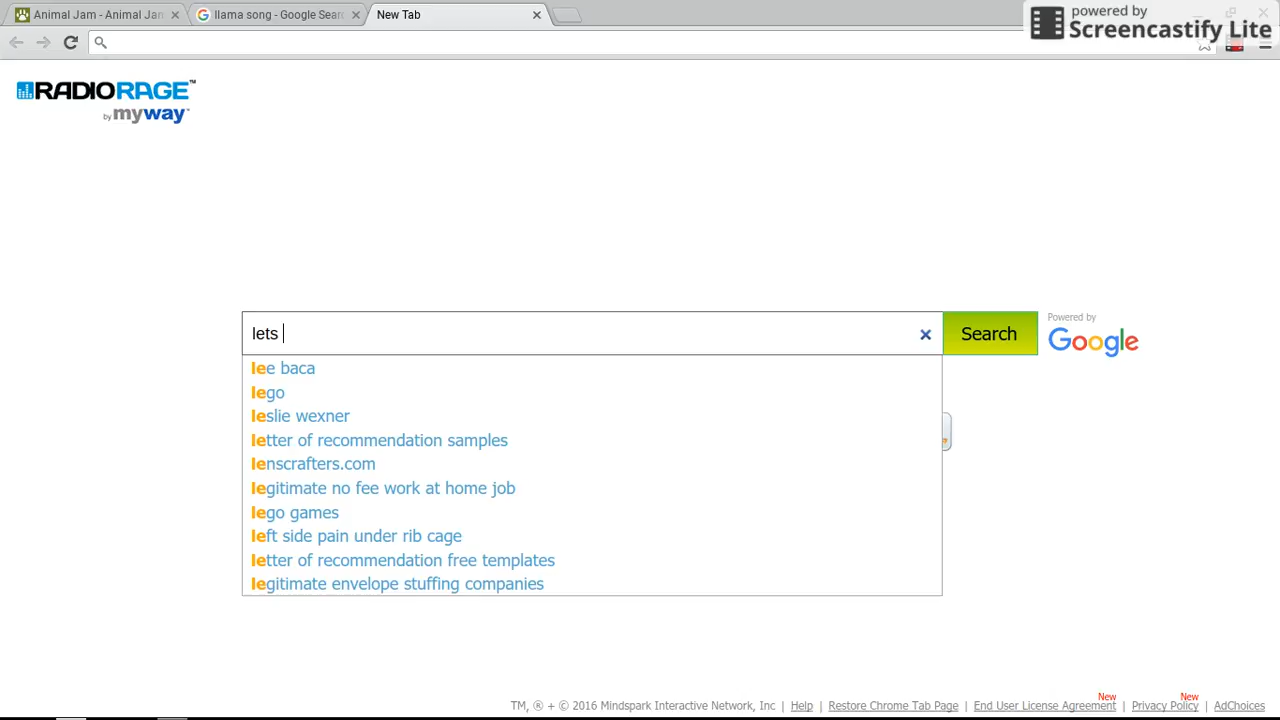 Animal Jam - Animal Jam
llama song - Google Sear
New Tab
powered by
Screencastify Lite
RADIORAGE™
by myway™
lets
Search
Powered by
Google
lee baca
lego
leslie wexner
letter of recommendation samples
lenscrafters.com
legitimate no fee work at home job
lego games
left side pain under rib cage
letter of recommendation free templates
legitimate envelope stuffing companies
New
New
TM, ® + © 2016 Mindspark Interactive Network, Inc | Help | Restore Chrome Tab Page | End User License Agreement | Privacy Policy | AdChoices